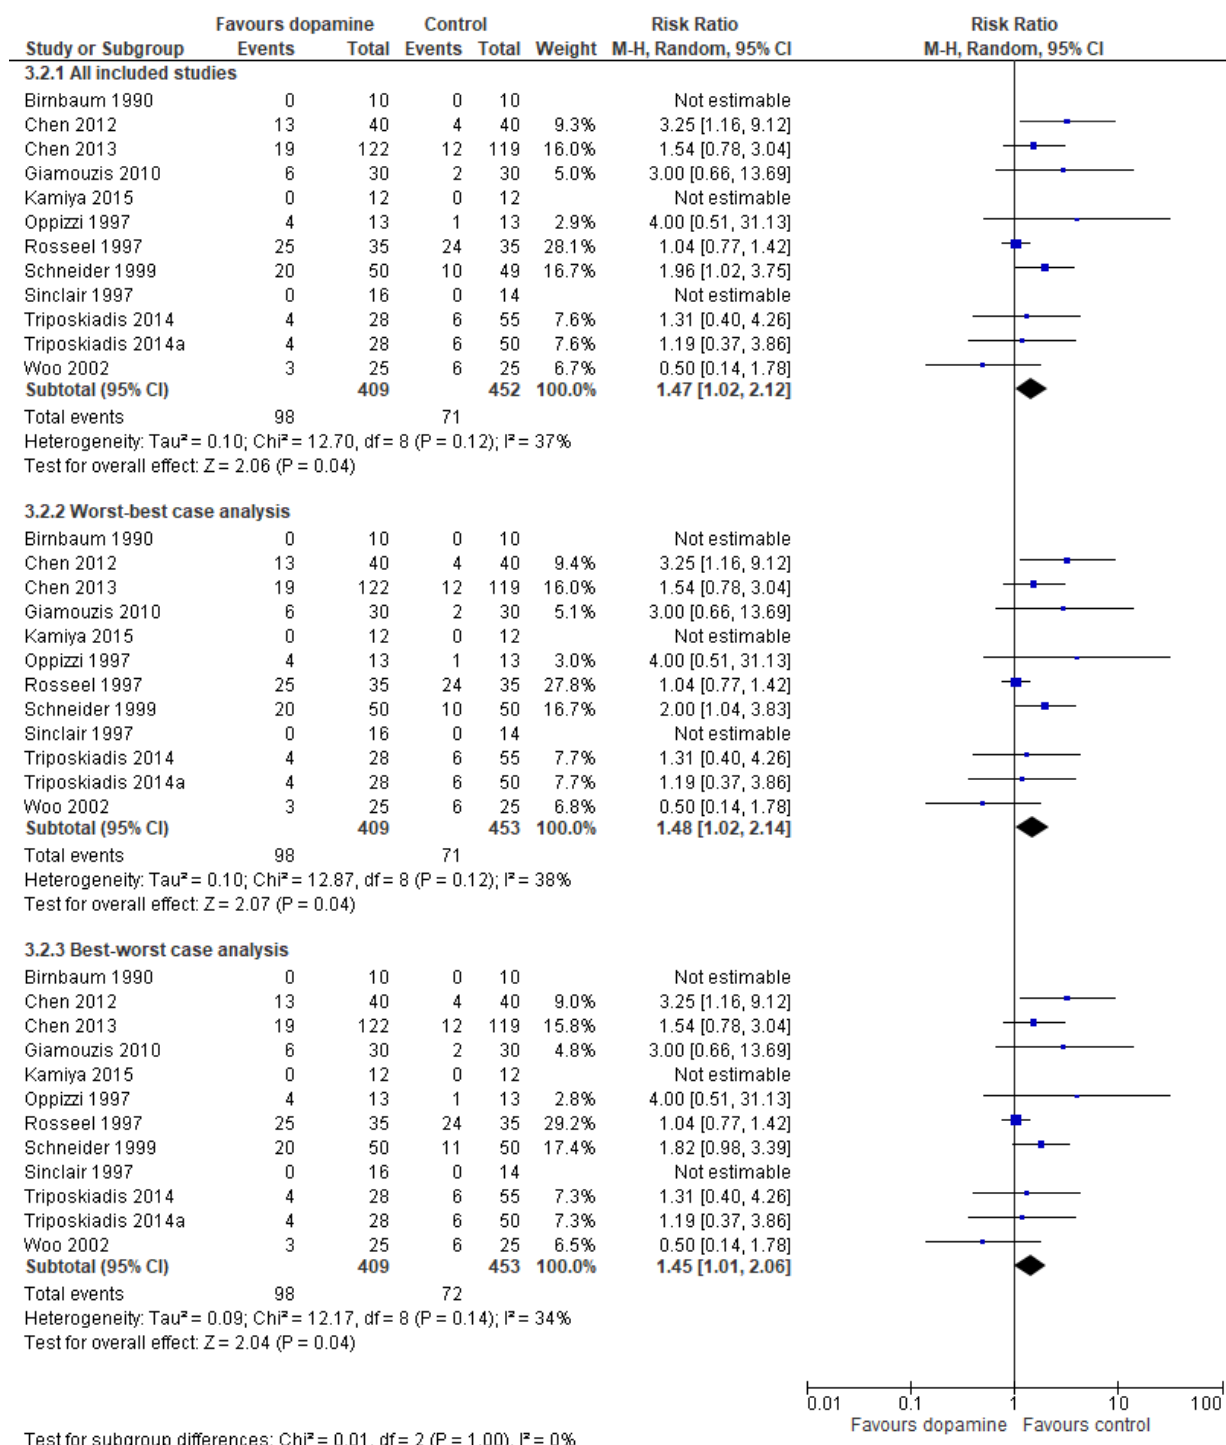 Favours dopamine Control Risk Ratio Risk Ratio
Study or Subgroup Events Total Events Total Weight M-H, Random, 95% CI M-H, Random, 95% CI
3.2.1 All included studies
Birnbaum 1990 0 10 0 10 Not estimable
Chen 2012 13 40 4 40 9.3% 3.25 [1.16, 9.12]
Chen 2013 19 122 12 119 16.0% 1.54 [0.78, 3.04]
Giamouzis 2010 6 30 2 30 5.0% 3.00 [0.66, 13.69]
Kamiya 2015 0 12 0 12 Not estimable
Oppizzi 1997 4 13 1 13 2.9% 4.00 [0.51, 31.13]
Rosseel 1997 25 35 24 35 28.1% 1.04 [0.77, 1.42]
Schneider 1999 20 50 10 49 16.7% 1.96 [1.02, 3.75]
Sinclair 1997 0 16 0 14 Not estimable
Triposkiadis 2014 4 28 6 55 7.6% 1.31 [0.40, 4.26]
Triposkiadis 2014a 4 28 6 50 7.6% 1.19 [0.37, 3.86]
Woo 2002 3 25 6 25 6.7% 0.50 [0.14, 1.78]
Subtotal (95% CI) 409 452 100.0% 1.47 [1.02, 2.12]
Total events 98 71
Heterogeneity: Tau² = 0.10; Chi² = 12.70, df = 8 (P = 0.12); I² = 37%
Test for overall effect: Z = 2.06 (P = 0.04)
3.2.2 Worst-best case analysis
Birnbaum 1990 0 10 0 10 Not estimable
Chen 2012 13 40 4 40 9.4% 3.25 [1.16, 9.12]
Chen 2013 19 122 12 119 16.0% 1.54 [0.78, 3.04]
Giamouzis 2010 6 30 2 30 5.1% 3.00 [0.66, 13.69]
Kamiya 2015 0 12 0 12 Not estimable
Oppizzi 1997 4 13 1 13 3.0% 4.00 [0.51, 31.13]
Rosseel 1997 25 35 24 35 27.8% 1.04 [0.77, 1.42]
Schneider 1999 20 50 10 50 16.7% 2.00 [1.04, 3.83]
Sinclair 1997 0 16 0 14 Not estimable
Triposkiadis 2014 4 28 6 55 7.7% 1.31 [0.40, 4.26]
Triposkiadis 2014a 4 28 6 50 7.7% 1.19 [0.37, 3.86]
Woo 2002 3 25 6 25 6.8% 0.50 [0.14, 1.78]
Subtotal (95% CI) 409 453 100.0% 1.48 [1.02, 2.14]
Total events 98 71
Heterogeneity: Tau² = 0.10; Chi² = 12.87, df = 8 (P = 0.12); I² = 38%
Test for overall effect: Z = 2.07 (P = 0.04)
3.2.3 Best-worst case analysis
Birnbaum 1990 0 10 0 10 Not estimable
Chen 2012 13 40 4 40 9.0% 3.25 [1.16, 9.12]
Chen 2013 19 122 12 119 15.8% 1.54 [0.78, 3.04]
Giamouzis 2010 6 30 2 30 4.8% 3.00 [0.66, 13.69]
Kamiya 2015 0 12 0 12 Not estimable
Oppizzi 1997 4 13 1 13 2.8% 4.00 [0.51, 31.13]
Rosseel 1997 25 35 24 35 29.2% 1.04 [0.77, 1.42]
Schneider 1999 20 50 11 50 17.4% 1.82 [0.98, 3.39]
Sinclair 1997 0 16 0 14 Not estimable
Triposkiadis 2014 4 28 6 55 7.3% 1.31 [0.40, 4.26]
Triposkiadis 2014a 4 28 6 50 7.3% 1.19 [0.37, 3.86]
Woo 2002 3 25 6 25 6.5% 0.50 [0.14, 1.78]
Subtotal (95% CI) 409 453 100.0% 1.45 [1.01, 2.06]
Total events 98 72
Heterogeneity: Tau² = 0.09; Chi² = 12.17, df = 8 (P = 0.14); I² = 34%
Test for overall effect: Z = 2.04 (P = 0.04)
0.01 0.1 1 10 100
Favours dopamine Favours control
Test for subgroup differences: Chi² = 0.01, df = 2 (P = 1.00), I² = 0%